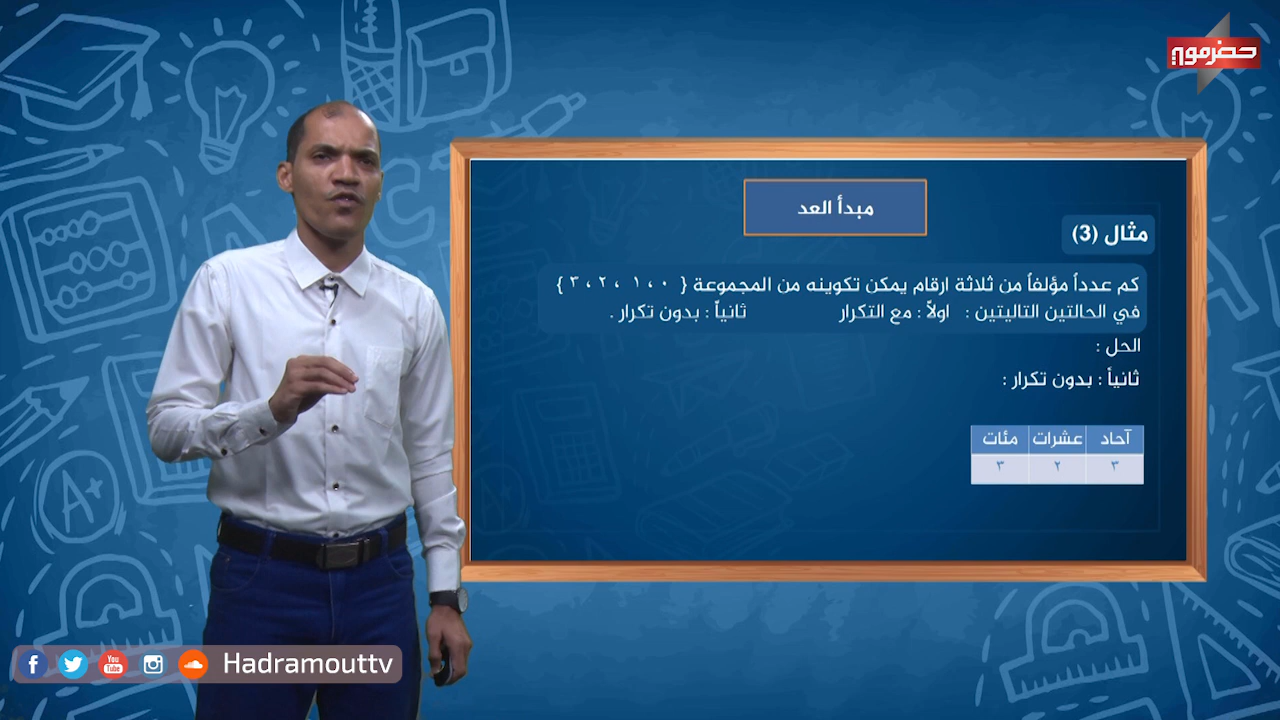 حضرموت
مبدأ العد
مثال (3)
كم عدداً مؤلفاً من ثلاثة ارقام يمكن تكوينه من المجموعة { ٠ ، ١ ، ٢ ، ٣ }
في الحالتين التاليتين : اولاً : مع التكرار ثانياً : بدون تكرار .
الحل :
ثانياً : بدون تكرار :
آحاد عشرات مئات
٣ ٢ ٣
A+
You Tube
Hadramouttv